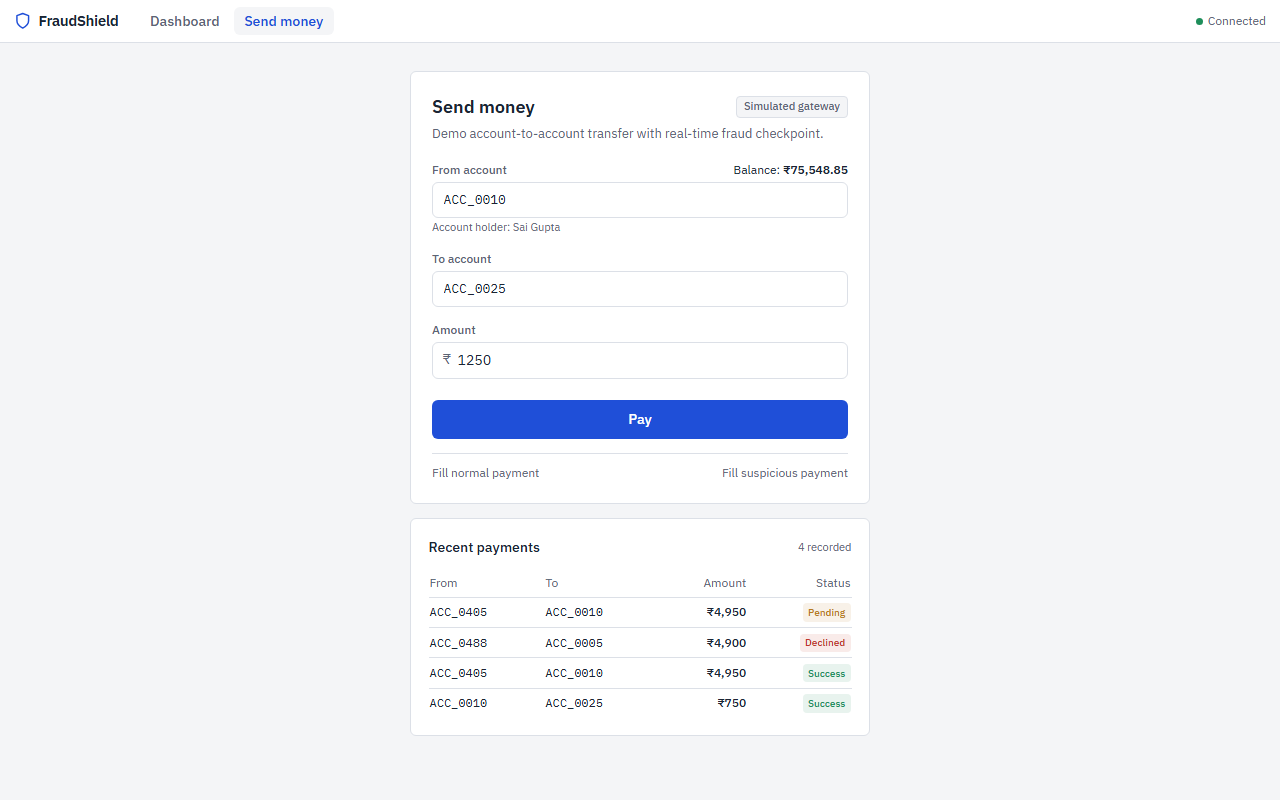 FraudShield Dashboard Send money Connected
Send money Simulated gateway
Demo account-to-account transfer with real-time fraud checkpoint.
From account Balance: ₹75,548.85
ACC_0010
Account holder: Sai Gupta
To account
ACC_0025
Amount
₹ 1250
Pay
Fill normal payment Fill suspicious payment
Recent payments 4 recorded
From To Amount Status
ACC_0405 ACC_0010 ₹4,950 Pending
ACC_0488 ACC_0005 ₹4,900 Declined
ACC_0405 ACC_0010 ₹4,950 Success
ACC_0010 ACC_0025 ₹750 Success